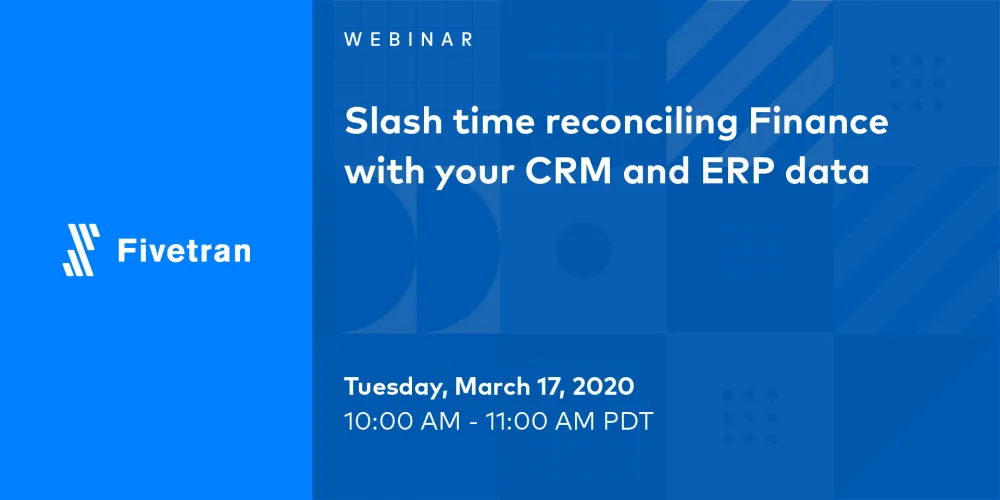 WEBINAR
Slash time reconciling Finance
with your CRM and ERP data
Fivetran
Tuesday, March 17, 2020
10:00 AM - 11:00 AM PDT